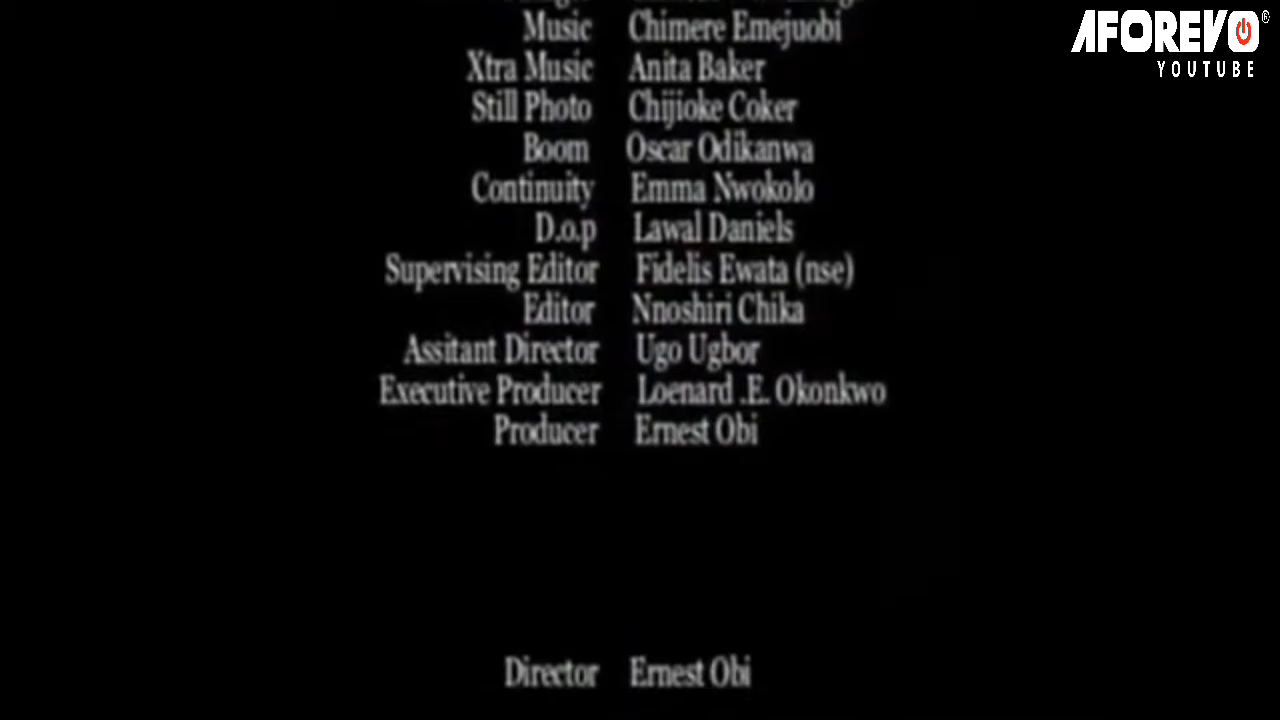 AFOREVO©
YOUTUBE
Music Chimere Emejuobi
Xtra Music Anita Baker
Still Photo Chijioke Coker
Boom Oscar Odikanwa
Continuity Emma Nwokolo
D.o.p Lawal Daniels
Supervising Editor Fidelis Ewata (nse)
Editor Nnoshiri Chika
Assitant Director Ugo Ugbor
Executive Producer Loenard .E. Okonkwo
Producer Ernest Obi
Director Ernest Obi